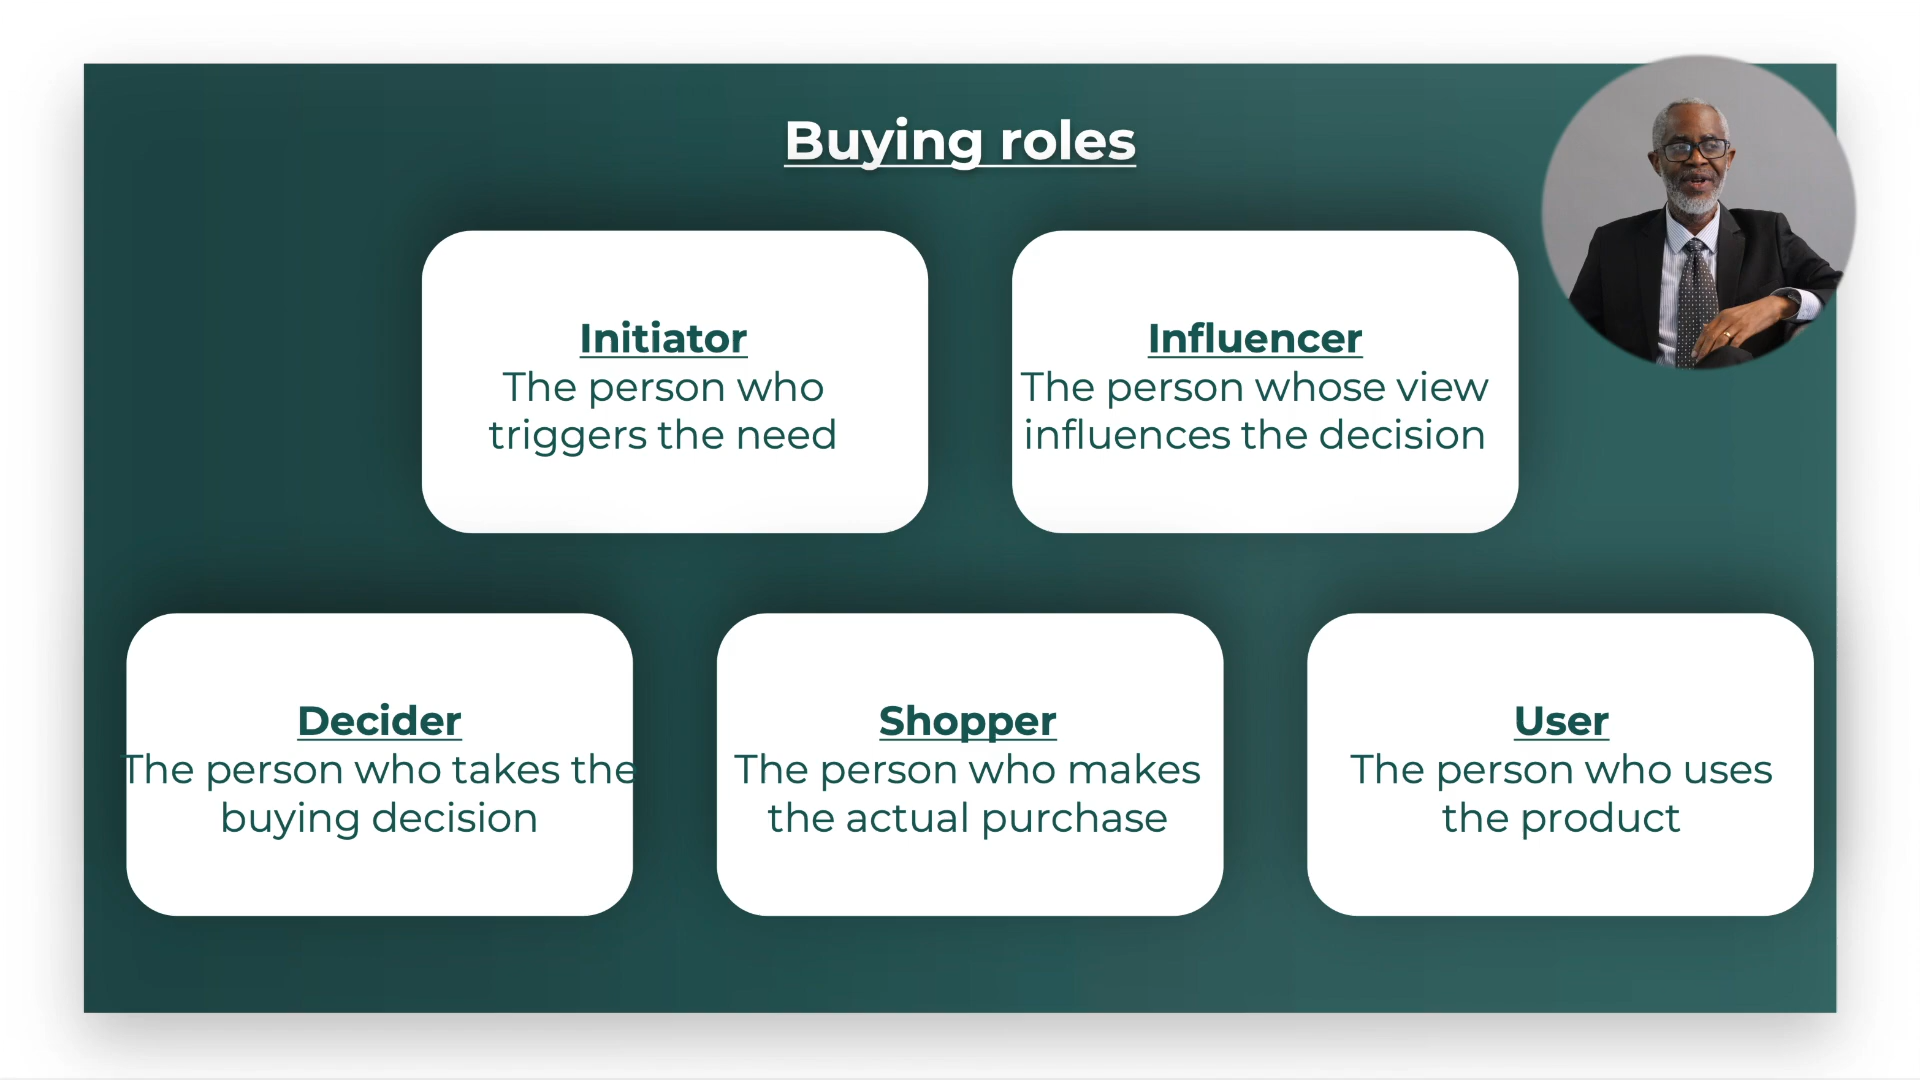 Buying roles
Initiator
The person who
triggers the need
Influencer
The person whose view
influences the decision
Decider
The person who takes the
buying decision
Shopper
The person who makes
the actual purchase
User
The person who uses
the product